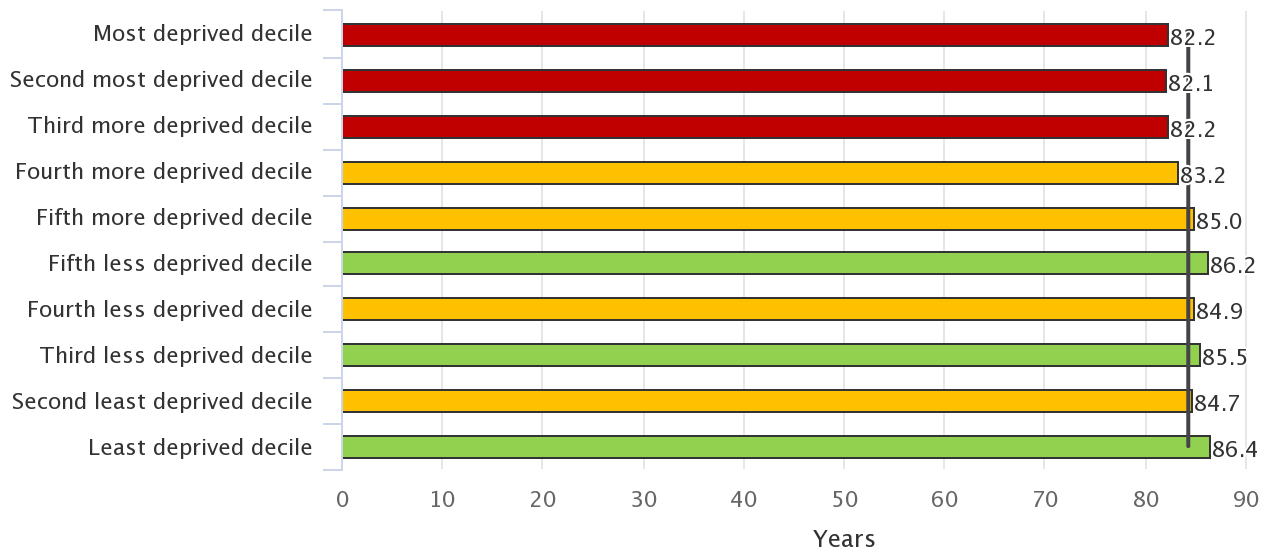 Most deprived decile 82.2
Second most deprived decile 82.1
Third more deprived decile 82.2
Fourth more deprived decile 83.2
Fifth more deprived decile 85.0
Fifth less deprived decile 86.2
Fourth less deprived decile 84.9
Third less deprived decile 85.5
Second least deprived decile 84.7
Least deprived decile 86.4
0 10 20 30 40 50 60 70 80 90
Years